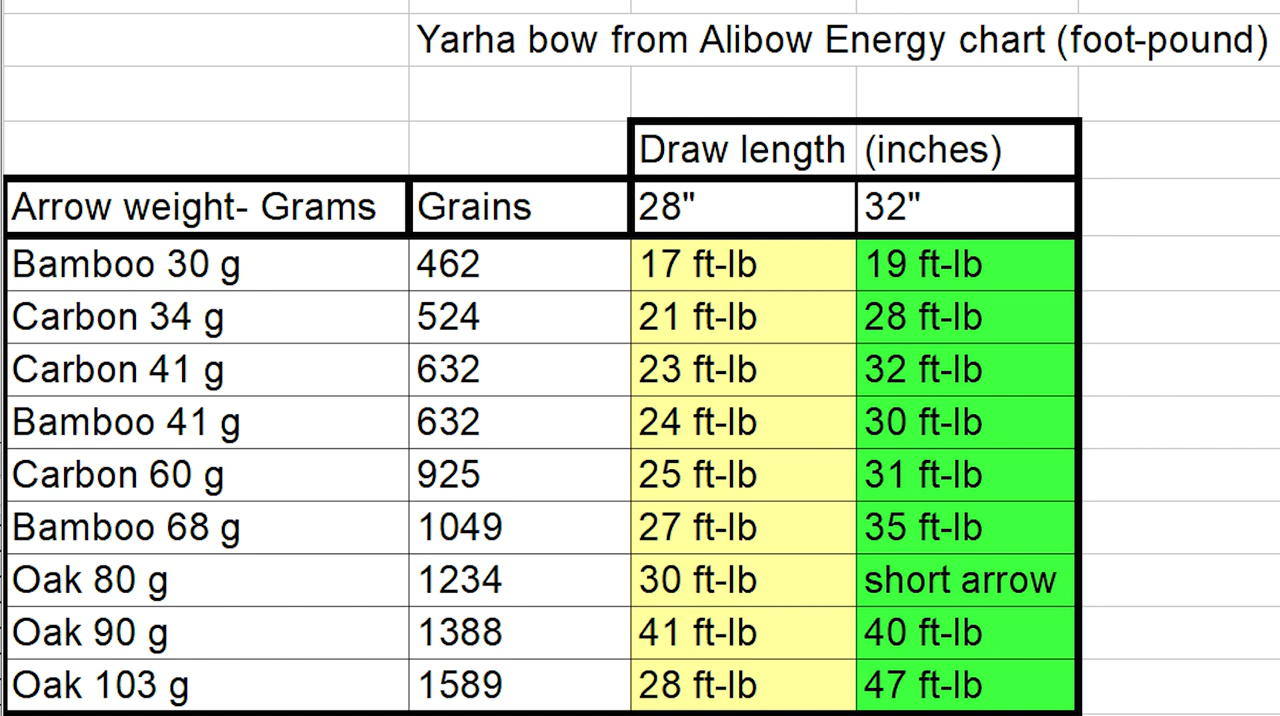 Yarha bow from Alibow Energy chart (foot-pound)
Draw length (inches)
Arrow weight- Grams Grains 28" 32"
Bamboo 30 g 462 17 ft-lb 19 ft-lb
Carbon 34 g 524 21 ft-lb 28 ft-lb
Carbon 41 g 632 23 ft-lb 32 ft-lb
Bamboo 41 g 632 24 ft-lb 30 ft-lb
Carbon 60 g 925 25 ft-lb 31 ft-lb
Bamboo 68 g 1049 27 ft-lb 35 ft-lb
Oak 80 g 1234 30 ft-lb short arrow
Oak 90 g 1388 41 ft-lb 40 ft-lb
Oak 103 g 1589 28 ft-lb 47 ft-lb